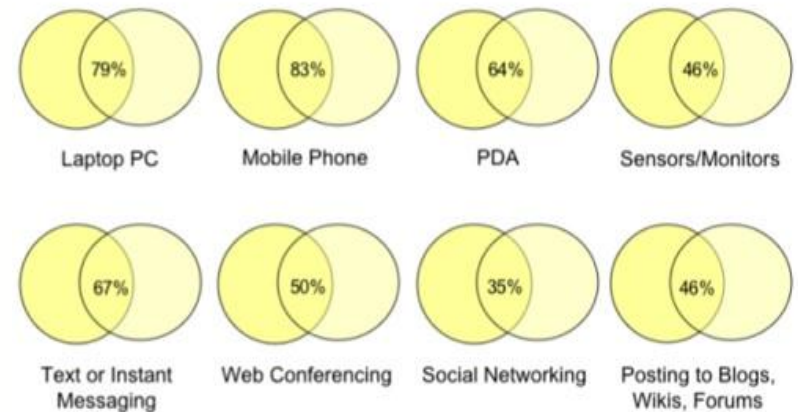 79% 83% 64% 46%
Laptop PC Mobile Phone PDA Sensors/Monitors
67% 50% 35% 46%
Text or Instant Web Conferencing Social Networking Posting to Blogs,
Messaging Wikis, Forums